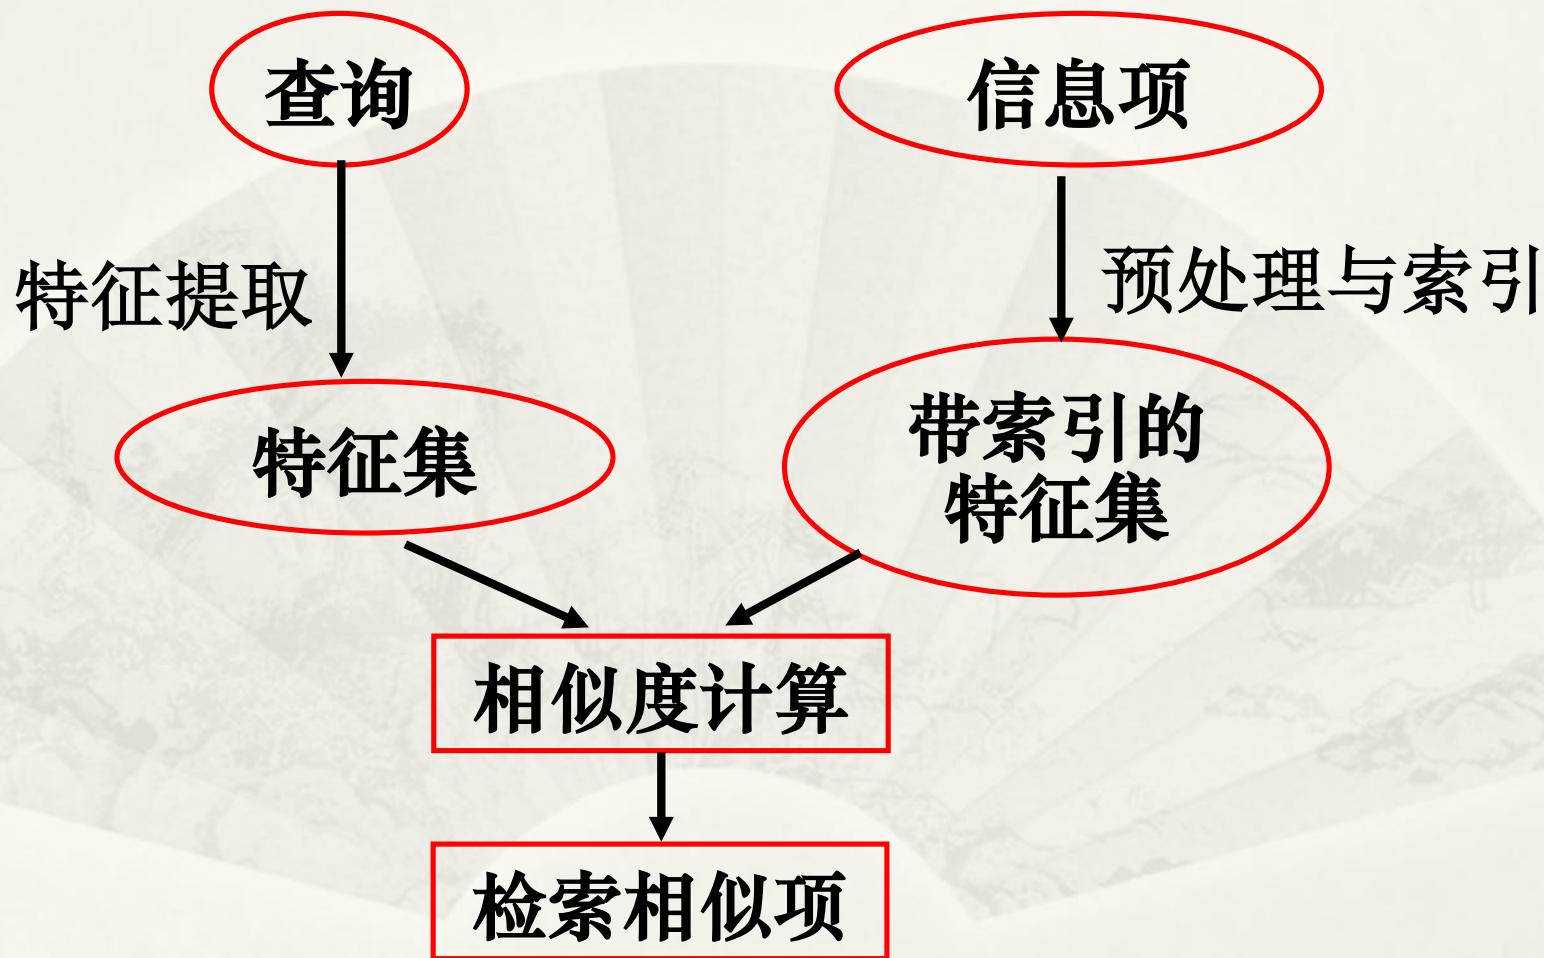 查询
信息项
特征提取
预处理与索引
特征集
带索引的
特征集
相似度计算
检索相似项